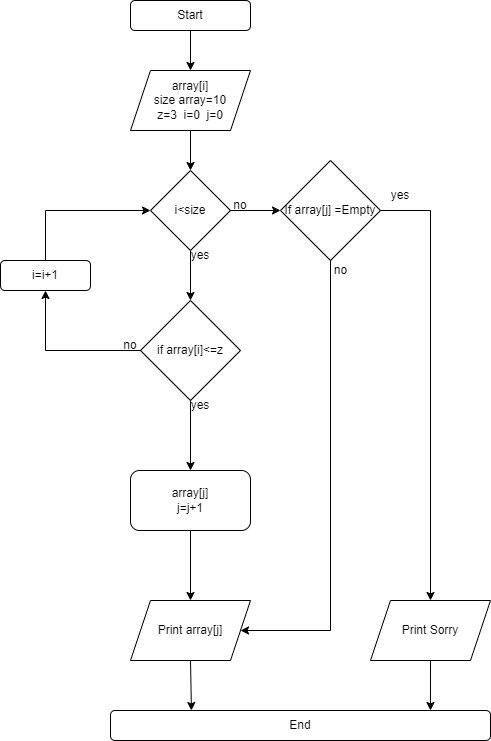 Start
array[i]
size array=10
z=3 i=0 j=0
i<size
no
If array[j] =Empty
yes
yes
no
i=i+1
no
if array[i]<=z
yes
array[j]
j=j+1
Print array[j]
Print Sorry
End